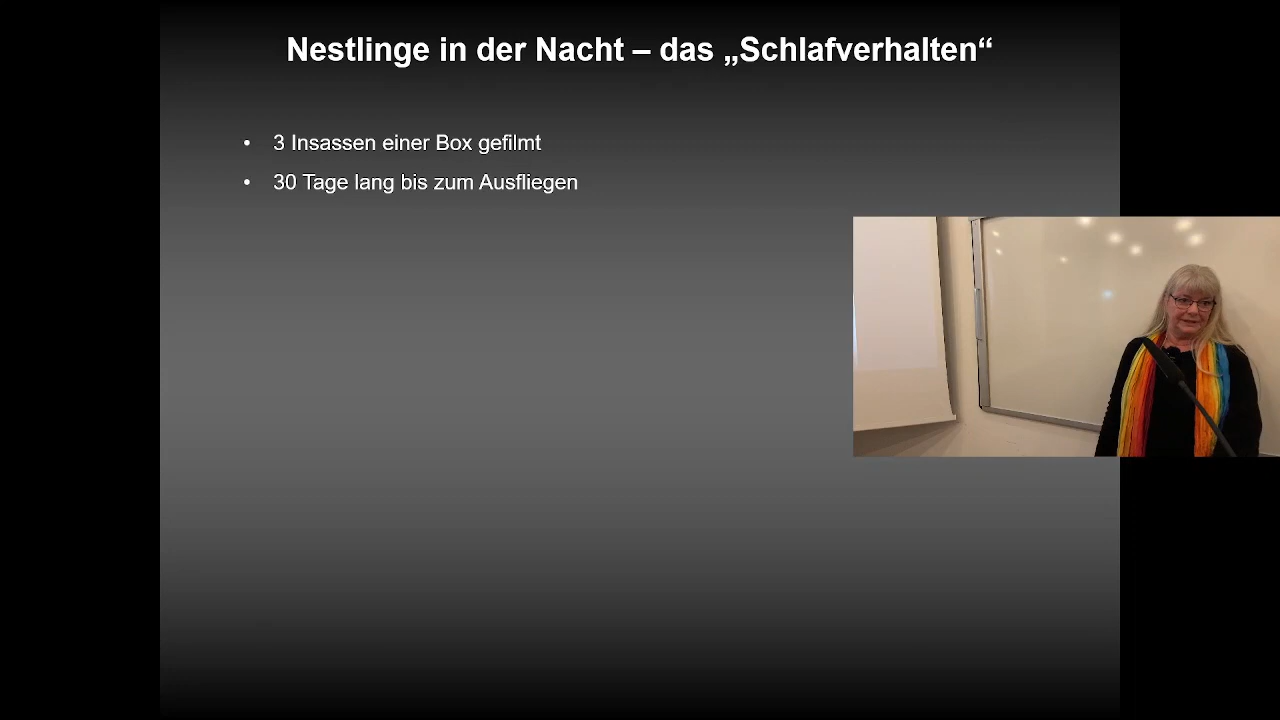 Nestlinge in der Nacht – das „Schlafverhalten“
• 3 Insassen einer Box gefilmt
• 30 Tage lang bis zum Ausfliegen